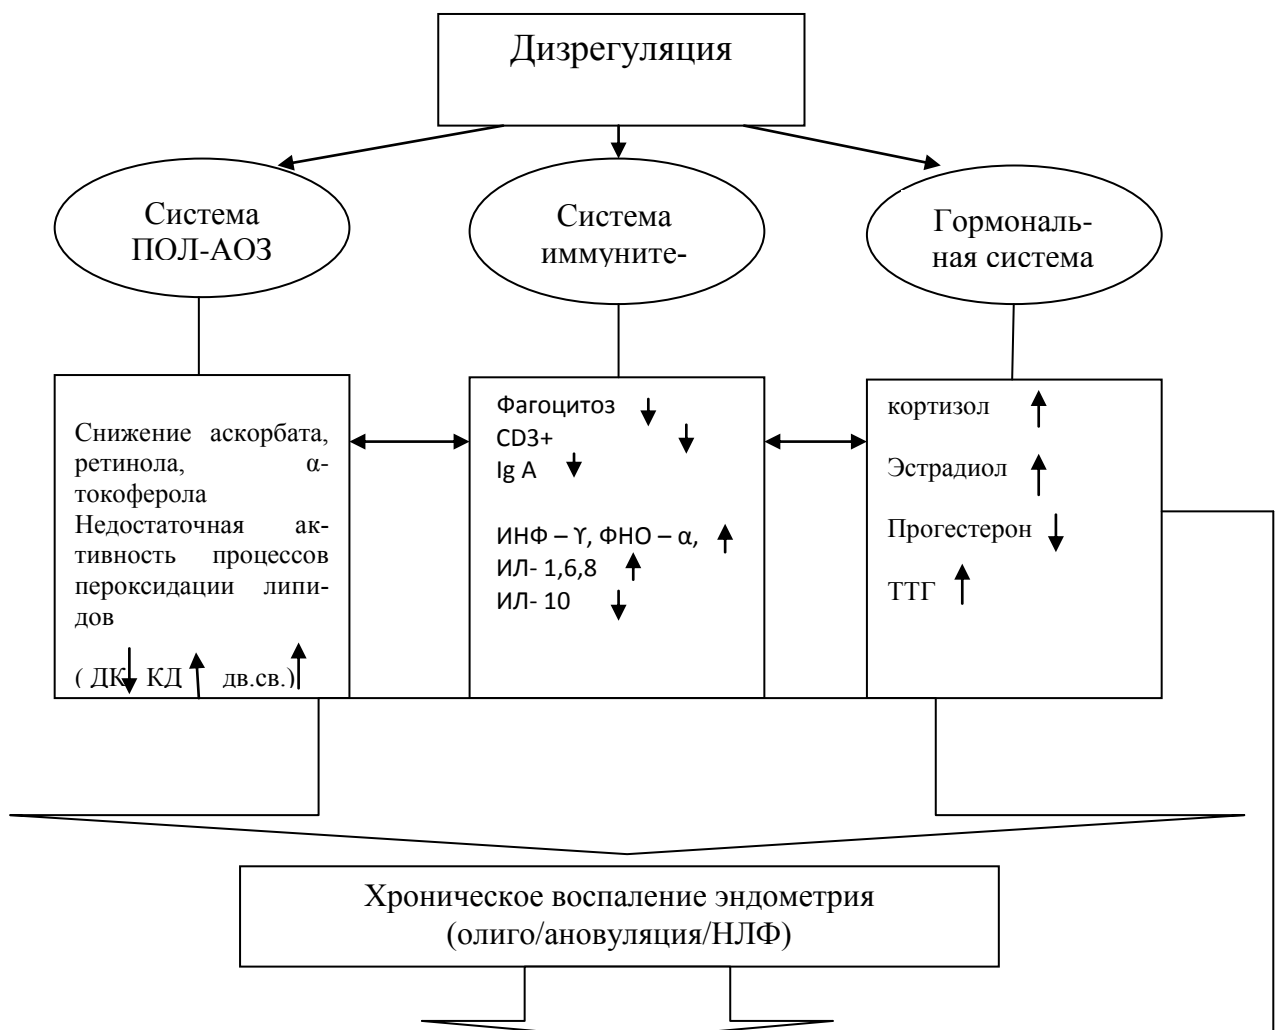 Дизрегуляция
Система
ПОЛ-АОЗ
Система
иммуните-
Гормональ-
ная система
Снижение аскорбата,
ретинола, α-
токоферола
Недостаточная ак-
тивность процессов
пероксидации липи-
дов
( ДК↓ КД↑ дв.св.)↑
Фагоцитоз ↓
CD3+ ↓
Ig A ↓
ИНФ – ϒ, ФНО – α, ↑
ИЛ- 1,6,8 ↑
ИЛ- 10 ↓
кортизол ↑
Эстрадиол ↑
Прогестерон ↓
ТТГ ↑
Хроническое воспаление эндометрия
(олиго/ановуляция/НЛФ)